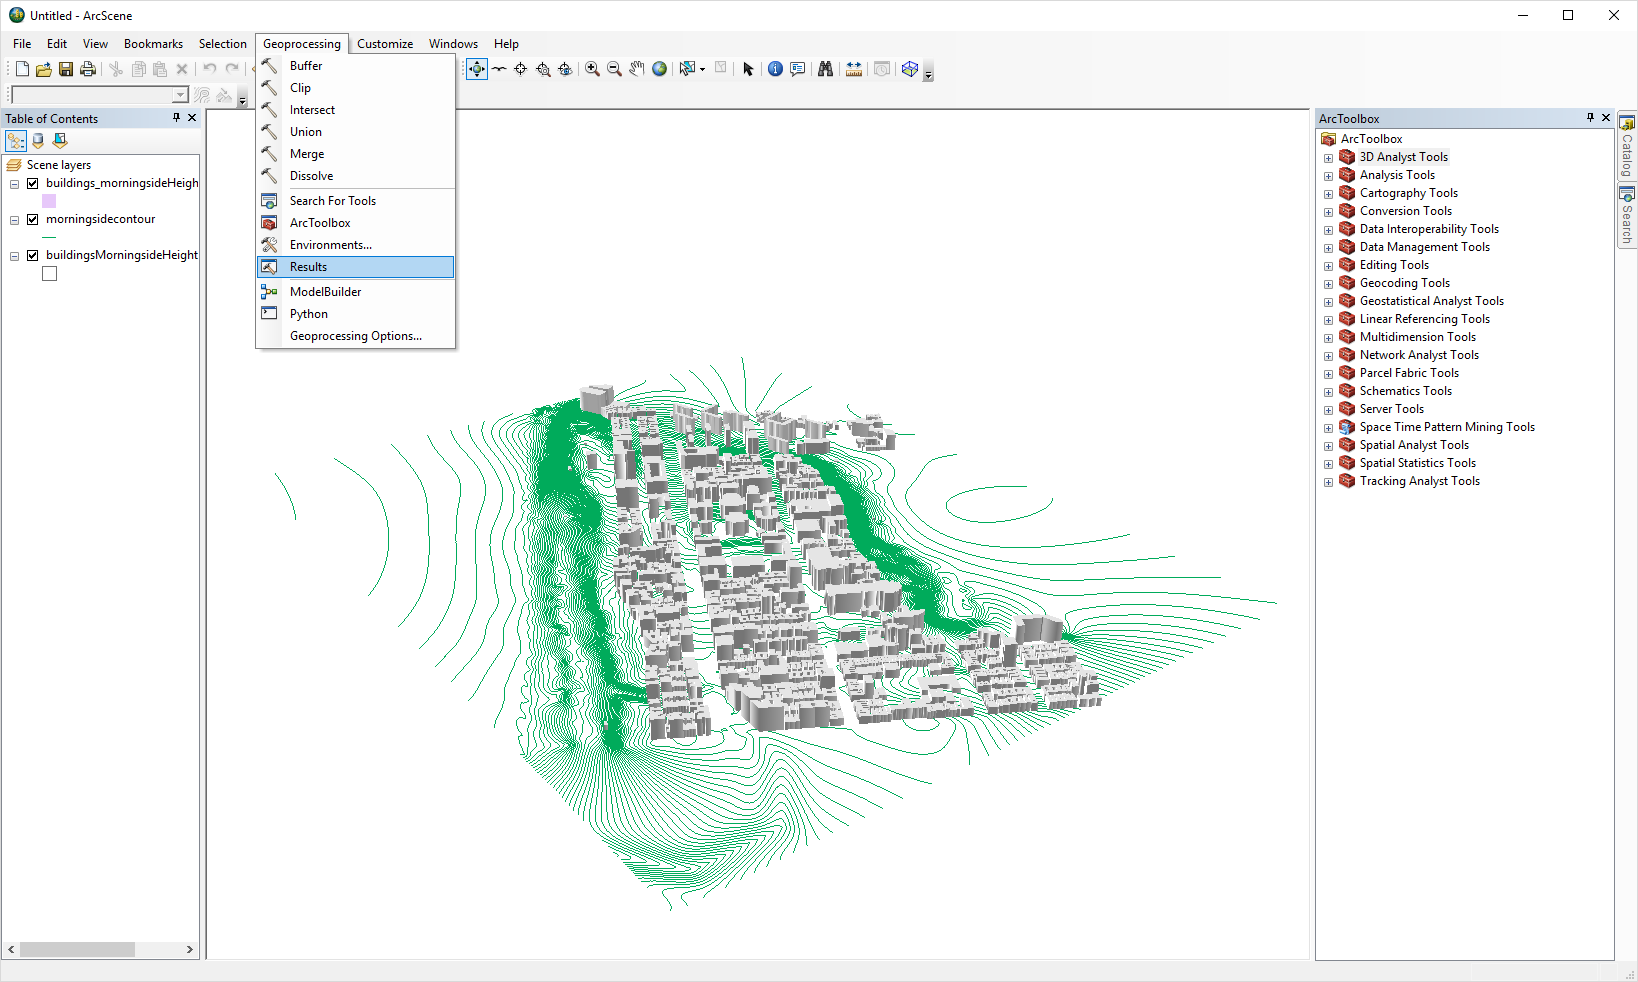 Untitled - ArcScene
File Edit View Bookmarks Selection Geoprocessing Customize Windows Help
Buffer
Clip
Intersect
Union
Merge
Dissolve
Search For Tools
ArcToolbox
Environments...
Results
ModelBuilder
Python
Geoprocessing Options...
Table of Contents
Scene layers
buildings_morningsideHeigh
morningsidecontour
buildingsMorningsideHeight
ArcToolbox
ArcToolbox
3D Analyst Tools
Analysis Tools
Cartography Tools
Conversion Tools
Data Interoperability Tools
Data Management Tools
Editing Tools
Geocoding Tools
Geostatistical Analyst Tools
Linear Referencing Tools
Multidimension Tools
Network Analyst Tools
Parcel Fabric Tools
Schematics Tools
Server Tools
Space Time Pattern Mining Tools
Spatial Analyst Tools
Spatial Statistics Tools
Tracking Analyst Tools
Catalog
Search